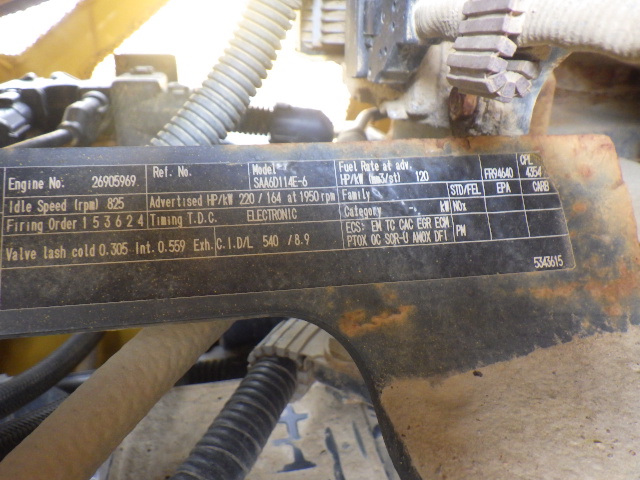 Engine No: 26905969 Ref. No. Model SAA6D114E-6 Fuel Rate at adv. HP/kW (mm3/st) 120 FR94640 CPL 4354
Idle Speed (rpm) 825 Advertised HP/kW 220 / 164 at 1950 rpm Family STD/FEL EPA CARB
Firing Order 1 5 3 6 2 4 Timing T.D.C. ELECTRONIC Category - kW NOx
Valve lash cold 0.305 Int. 0.559 Exh. C.I.D/L 540 / 8.9 ECS: EN TC CAC EGR ECM PTOX OC SCR-U AMOX DFI PM
5343615